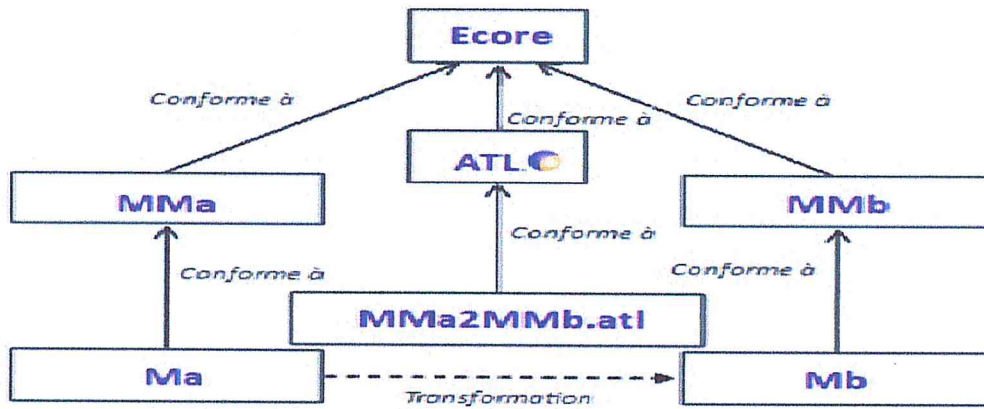 Ecore
Conforme à
Conforme à
Conforme à
ATL
MMa
MMb
Conforme à
Conforme à
Conforme à
MMa2MMb.atl
Ma
Mb
Transformation